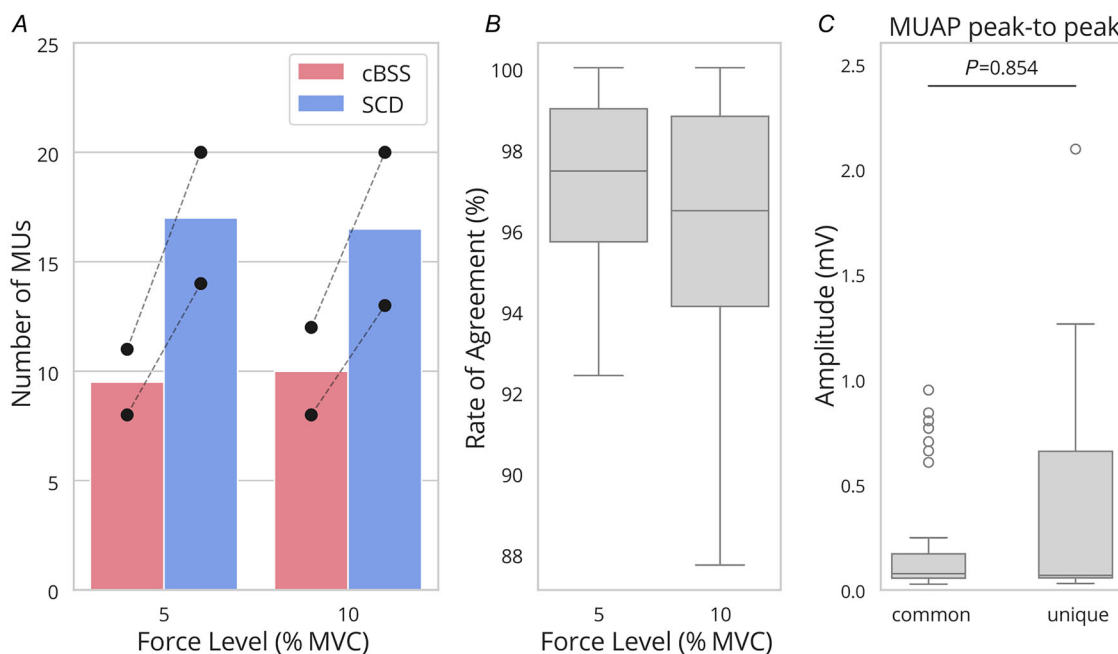 A
25
20
15
10
5
0
Number of MUs
cBSS
SCD
5
10
Force Level (% MVC)
B
100
98
96
94
92
90
88
Rate of Agreement (%)
5
10
Force Level (% MVC)
C
MUAP peak-to peak
P=0.854
2.5
2.0
1.5
1.0
0.5
0.0
Amplitude (mV)
common
unique